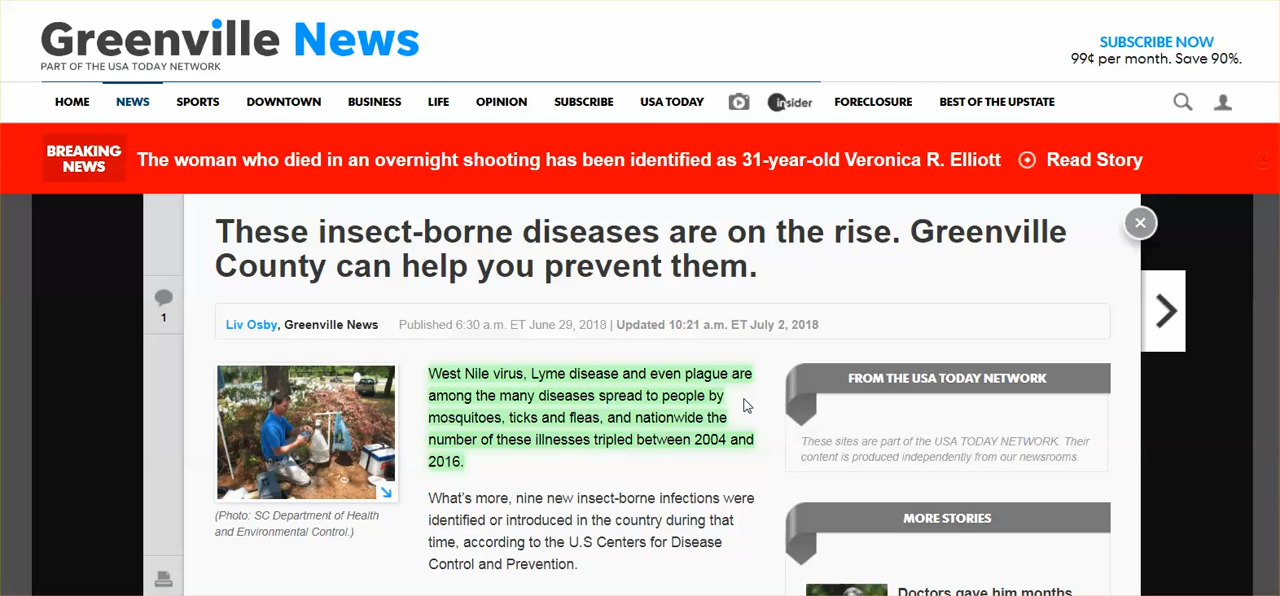 Greenville News
PART OF THE USA TODAY NETWORK
SUBSCRIBE NOW
99¢ per month. Save 90%.
HOME NEWS SPORTS DOWNTOWN BUSINESS LIFE OPINION SUBSCRIBE USA TODAY insider FORECLOSURE BEST OF THE UPSTATE
BREAKING
NEWS
The woman who died in an overnight shooting has been identified as 31-year-old Veronica R. Elliott Read Story
These insect-borne diseases are on the rise. Greenville
County can help you prevent them.
1
Liv Osby, Greenville News Published 6:30 a.m. ET June 29, 2018 | Updated 10:21 a.m. ET July 2, 2018
(Photo: SC Department of Health
and Environmental Control.)
West Nile virus, Lyme disease and even plague are
among the many diseases spread to people by
mosquitoes, ticks and fleas, and nationwide the
number of these illnesses tripled between 2004 and
2016.
What's more, nine new insect-borne infections were
identified or introduced in the country during that
time, according to the U.S Centers for Disease
Control and Prevention.
FROM THE USA TODAY NETWORK
These sites are part of the USA TODAY NETWORK. Their
content is produced independently from our newsrooms.
MORE STORIES
Doctors gave him months